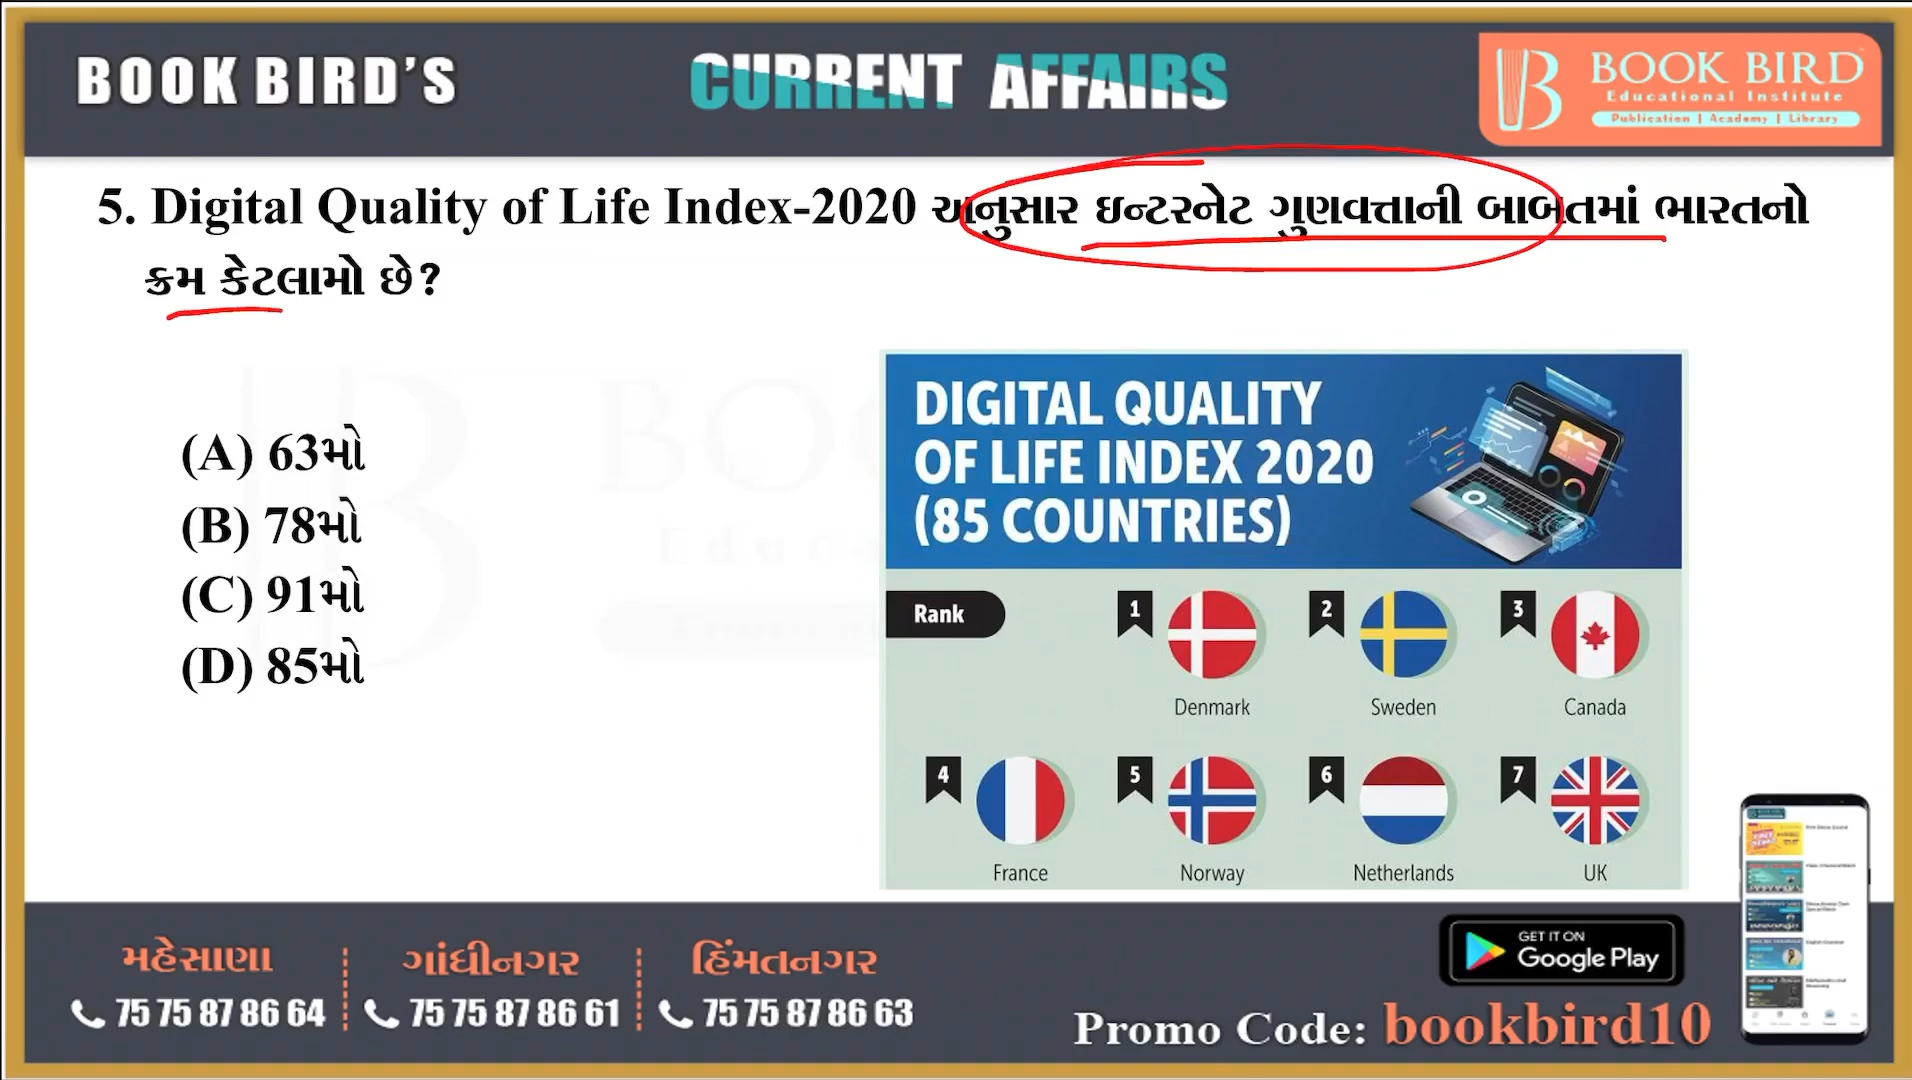 BOOK BIRD'S
CURRENT AFFAIRS
BOOK BIRD
Educational Institute
Publication | Academy | Library
5. Digital Quality of Life Index-2020 અનુસાર ઇન્ટરનેટ ગુણવત્તાની બાબતમાં ભારતનો
ક્રમ કેટલામો છે?
(A) 63મો
(B) 78મો
(C) 91મો
(D) 85મો
DIGITAL QUALITY
OF LIFE INDEX 2020
(85 COUNTRIES)
Rank
1
2
3
Denmark
Sweden
Canada
4
5
6
7
France
Norway
Netherlands
UK
મહેસાણા
75 75 87 86 64
ગાંધીનગર
75 75 87 86 61
હિંમતનગર
75 75 87 86 63
GET IT ON
Google Play
Promo Code: bookbird10